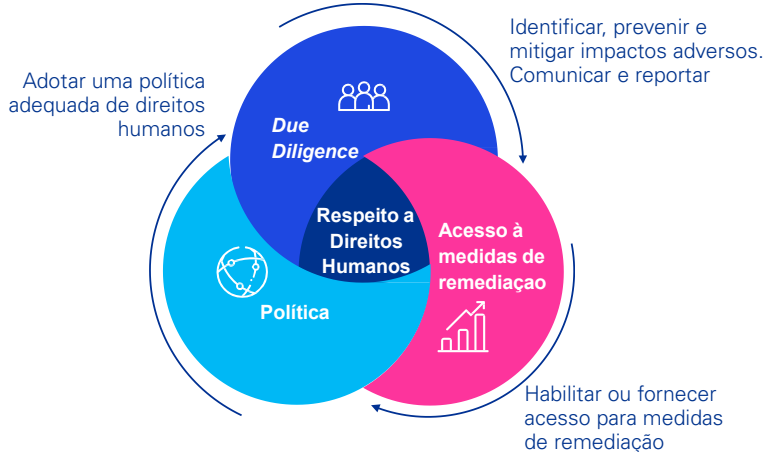 Identificar, prevenir e
mitigar impactos adversos.
Comunicar e reportar
Adotar uma política
adequada de direitos
humanos
Due
Diligence
Respeito a
Direitos
Humanos
Acesso à
medidas de
remediaçao
Política
Habilitar ou fornecer
acesso para medidas
de remediação